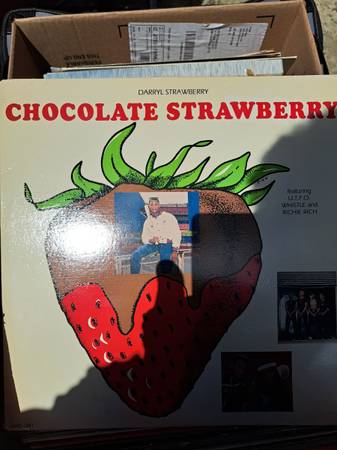 DARRYL STRAWBERRY
CHOCOLATE STRAWBERRY
featuring
U.T.F.O.
WHISTLE and
RICHIE RICH